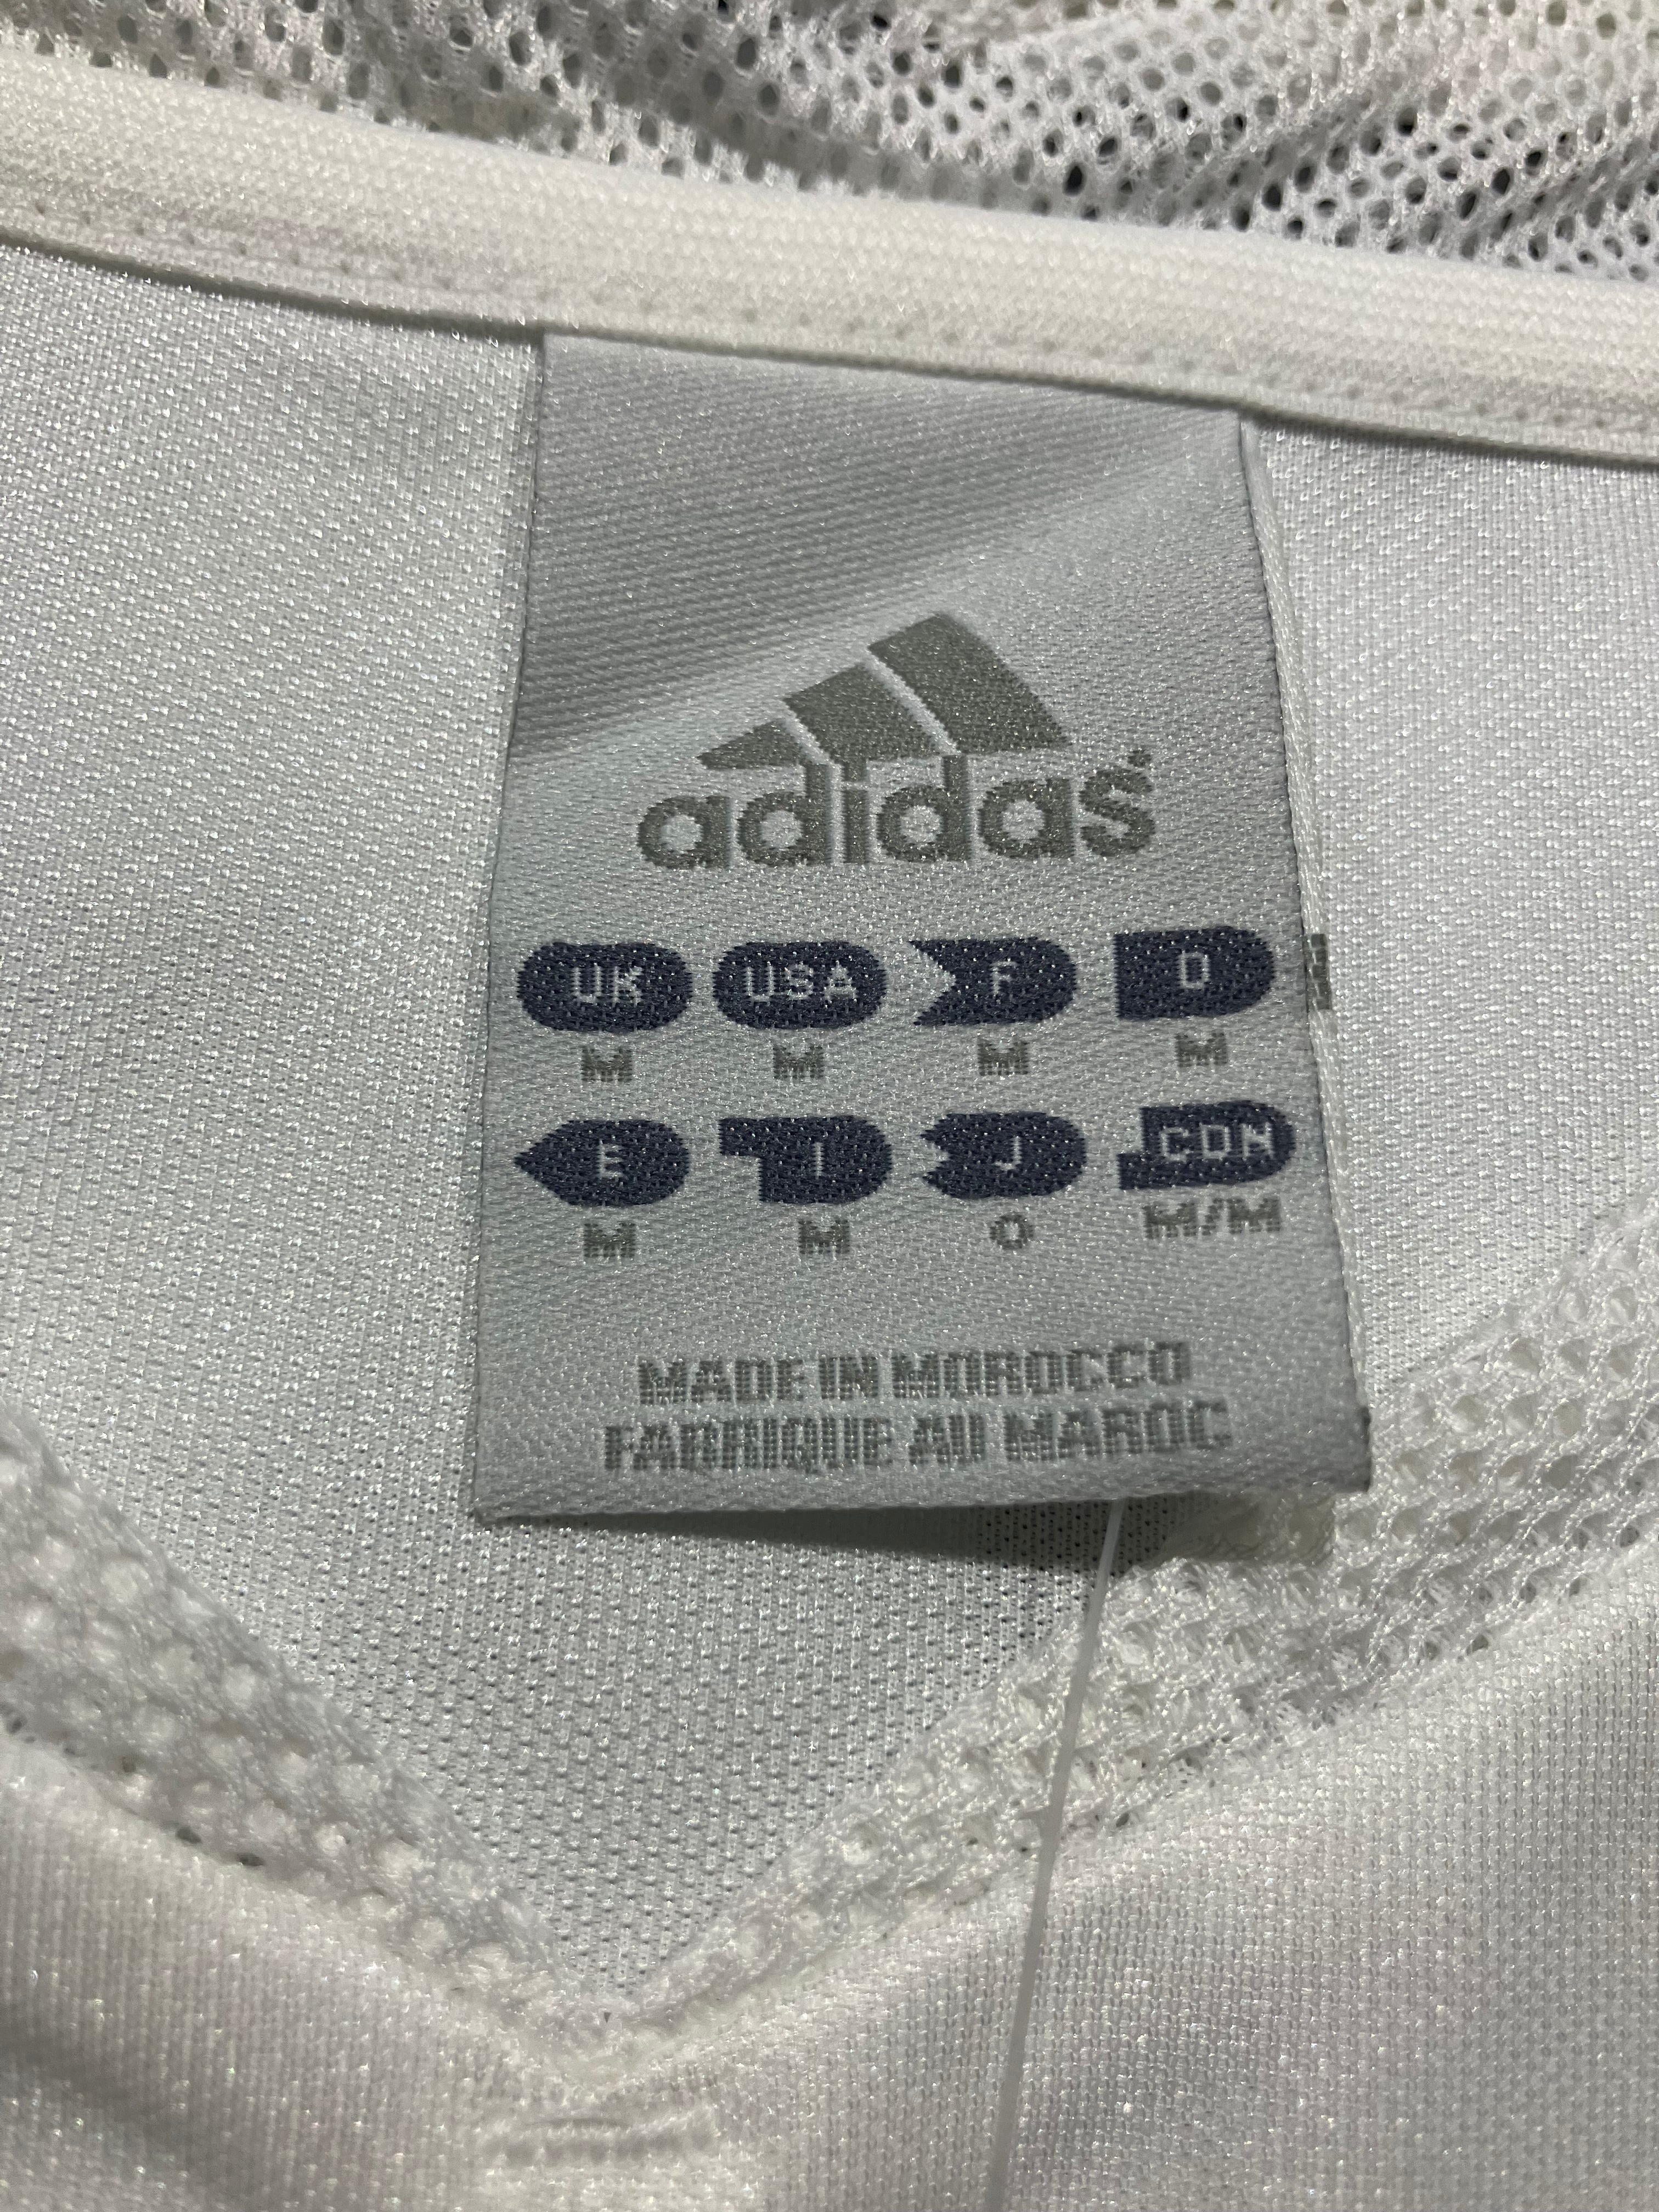 adidas®
UK USA F D
M M M M
E I J CDN
M M O M/M
MADE IN MOROCCO
FABRIQUE AU MAROC